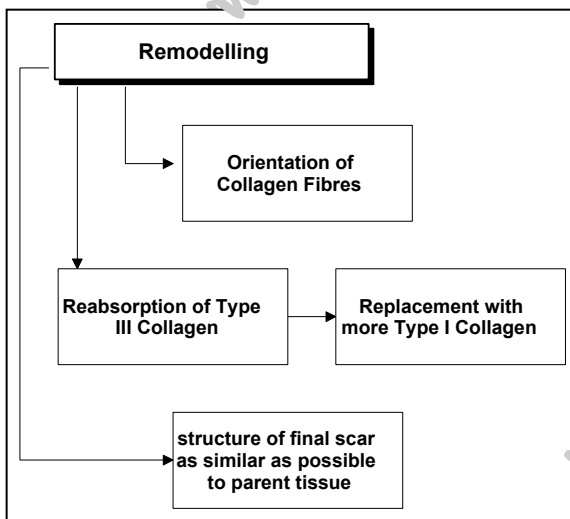 Remodelling
Orientation of
Collagen Fibres
Reabsorption of Type
III Collagen
Replacement with
more Type I Collagen
structure of final scar
as similar as possible
to parent tissue